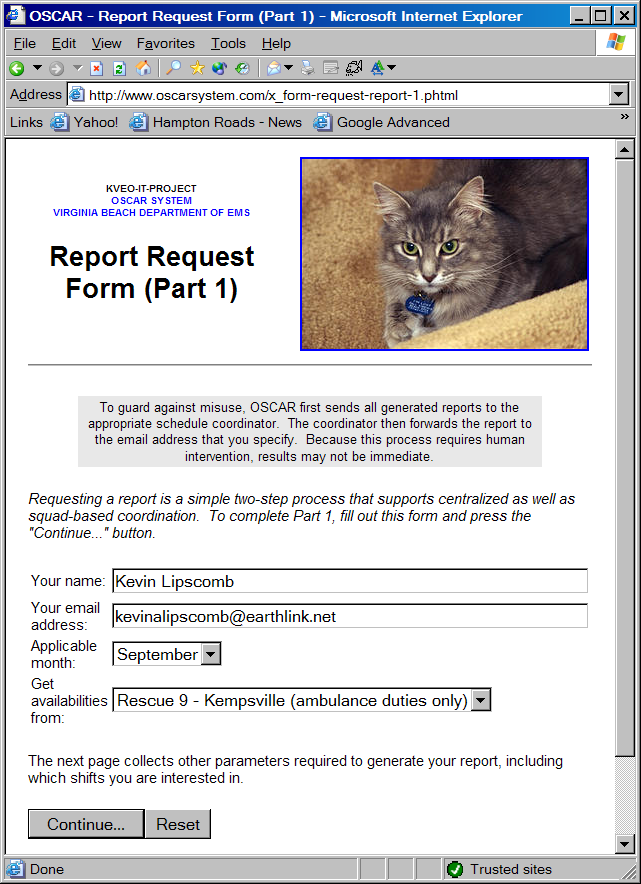 OSCAR - Report Request Form (Part 1) - Microsoft Internet Explorer
File Edit View Favorites Tools Help
Address http://www.oscarsystem.com/x_form-request-report-1.phtml
Links Yahoo! Hampton Roads - News Google Advanced »
KVEO-IT-PROJECT
OSCAR SYSTEM
VIRGINIA BEACH DEPARTMENT OF EMS
Report Request
Form (Part 1)
To guard against misuse, OSCAR first sends all generated reports to the
appropriate schedule coordinator. The coordinator then forwards the report to
the email address that you specify. Because this process requires human
intervention, results may not be immediate.
Requesting a report is a simple two-step process that supports centralized as well as
squad-based coordination. To complete Part 1, fill out this form and press the
"Continue..." button.
Your name: Kevin Lipscomb
Your email
address: kevinalipscomb@earthlink.net
Applicable
month: September
Get
availabilities
from: Rescue 9 - Kempsville (ambulance duties only)
The next page collects other parameters required to generate your report, including
which shifts you are interested in.
Continue... Reset
Done Trusted sites